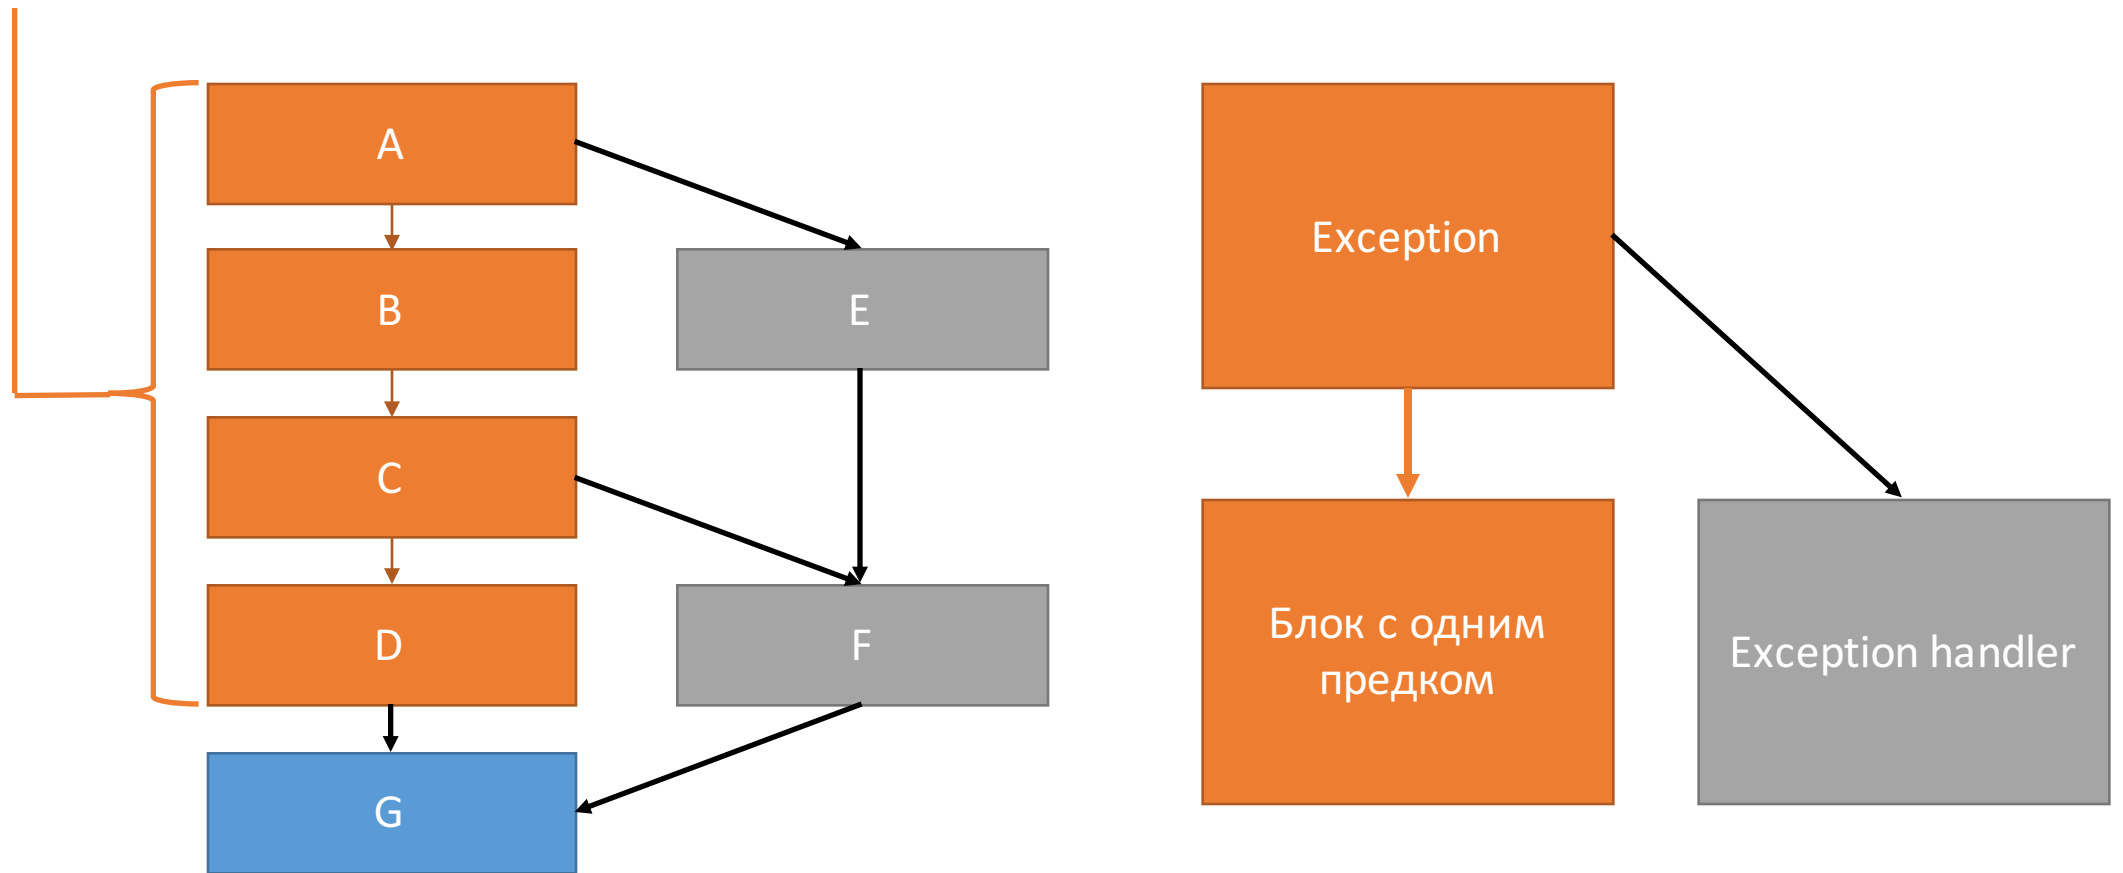 A
B
C
D
G
E
F
Exception
Блок с одним
предком
Exception handler